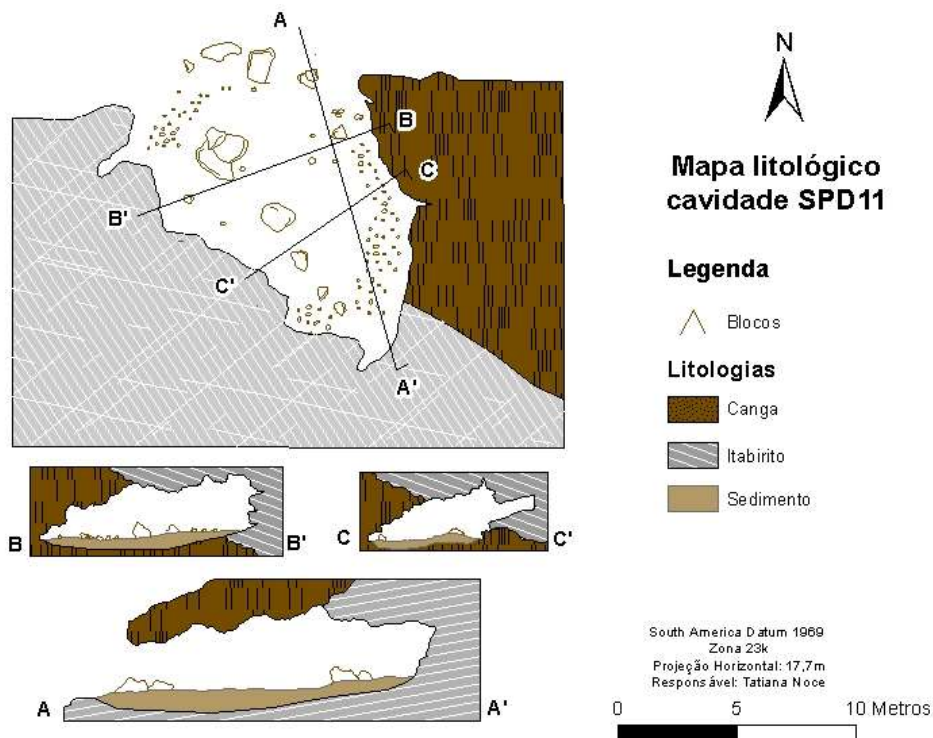 A
N
B
C
B'
C'
A'
Mapa litológico
cavidade SPD11
Legenda
Blocos
Litologias
Canga
Itabirito
Sedimento
B
B'
C
C'
A
A'
South America Datum 1969
Zona 23k
Projeção Horizontal: 17,7m
Responsável: Tatiana Noce
0 5 10 Metros